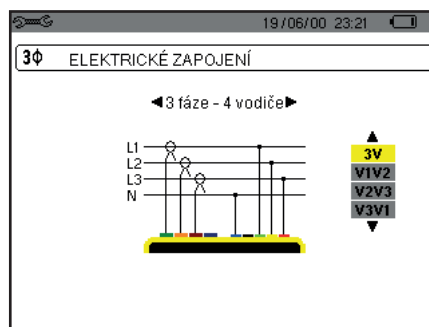 19/06/00 23:21
3ϕ ELEKTRICKÉ ZAPOJENÍ
◄3 fáze - 4 vodiče►
L1
L2
L3
N
3V
V1V2
V2V3
V3V1